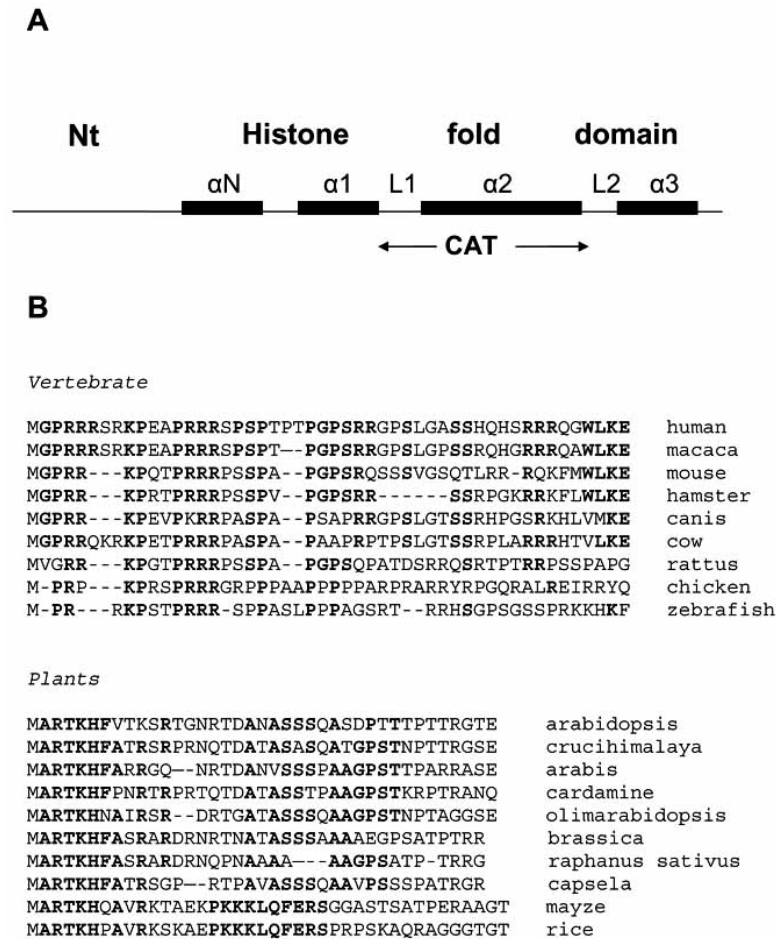 A
Nt Histone fold domain
αN α1 L1 α2 L2 α3
CAT
B
Vertebrate
MGPRRRSRKPEAPRRRSPSPTPTPGPSRRGPSLGASSHQHSRRRQGWLKE human
MGPRRRSRKPEAPRRRSPSPT—-PGPSRRGPSLGPSSRQHGRRRQAWLKE macaca
MGPRR---KPQTPRRRPSSPA--PGPSRQSSSVGSQTLRR-RQKFMWLKE mouse
MGPRR---KPRTPRRRPSSPV--PGPSRR------SSRPGKRRKFLWLKE hamster
MGPRR---KPEVPKRRPASPA--PSAPRRGPSLGTSSRHPGSRKHLVMKE canis
MGPRRQKRKPETPRRRPASPA--PAAPRPTPSLGTSSRPLARRRHTVLKE cow
MVGRR---KPGTPRRRPSSPA--PGPSQPATDSRRQSRTPTRRPSSPAPG rattus
M-PRP---KPRSPRRRGRPPPAAPPPPPARPRARRYRPGQRALREIRRYQ chicken
M-PR---RKPSTPRRR-SPPASLPPPAGSRT--RRHSGPSGSSPRKKHKF zebrafish
Plants
MARTKHFVTKSRTGNRTDANASSSQASDPTTTPTTRGTE arabidopsis
MARTKHFATRSRPRNQTDATASASQATGPSTNPTTRGSE crucihimalaya
MARTKHFARRGQ—-NRTDANVSSSPAAGPSTTPARRASE arabis
MARTKHFPNRTRPRTQTDATASSTPAAGPSTKRPTRANQ cardamine
MARTKHNAIRSR--DRTGATASSSQAAGPSTNPTAGGSE olimarabidopsis
MARTKHFASRARDRNRTNATASSSAAAAEGPSATPTRR brassica
MARTKHFASRARDRNQPNAAAA—--AAGPSATP-TRRG raphanus sativus
MARTKHFATRSGP—-RTPAVASSSQAAVPSSSPATRGR capsela
MARTKHQAVRKTAEKPKKKLQFERSGGASTSATPERAAGT mayze
MARTKHPAVRKSKAEPKKKLQFERSPRPSKAQRAGGGTGT rice